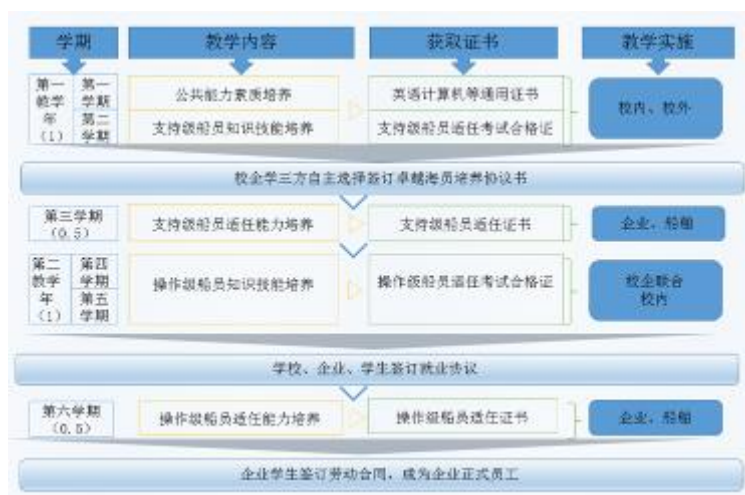 学期
教学内容
获取证书
教学实施
第一
教学
年
（1）
第一
学期
第二
学期
公共能力素质培养
支持级船员知识技能培养
英语计算机等通用证书
支持级船员适任考试合格证
校内、校外
校企学三方自主选择签订卓越海员培养协议书
第三学期
（0.5）
支持级船员适任能力培养
支持级船员适任证书
企业、船舶
第二
教学
年
（1）
第四
学期
第五
学期
操作级船员知识技能培养
操作级船员适任考试合格证
校企联合
校内
学校、企业、学生签订就业协议
第六学期
（0.5）
操作级船员适任能力培养
操作级船员适任证书
企业、船舶
企业学生签订劳动合同，成为企业正式员工